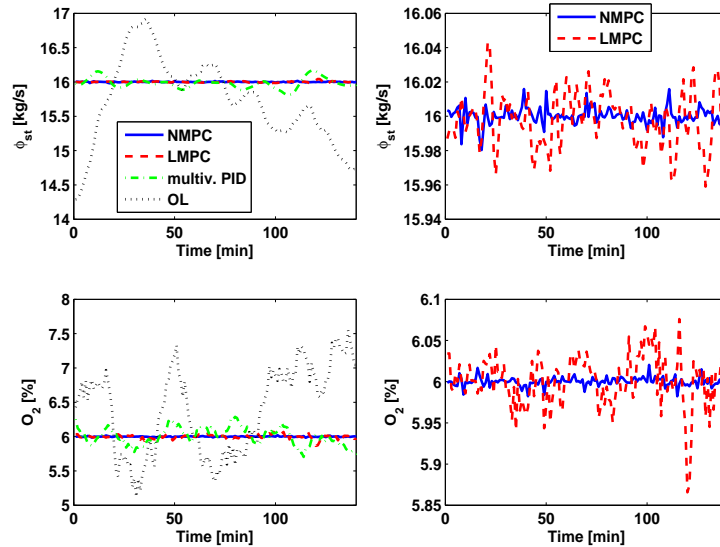 17
16.5
16
15.5
15
14.5
14
ϕst [kg/s]
NMPC
LMPC
multiv. PID
OL
0
50
100
Time [min]
16.06
16.04
16.02
16
15.98
15.96
15.94
ϕst [kg/s]
NMPC
LMPC
0
50
100
Time [min]
8
7.5
7
6.5
6
5.5
5
O2 [%]
0
50
100
Time [min]
6.1
6.05
6
5.95
5.9
5.85
O2 [%]
0
50
100
Time [min]